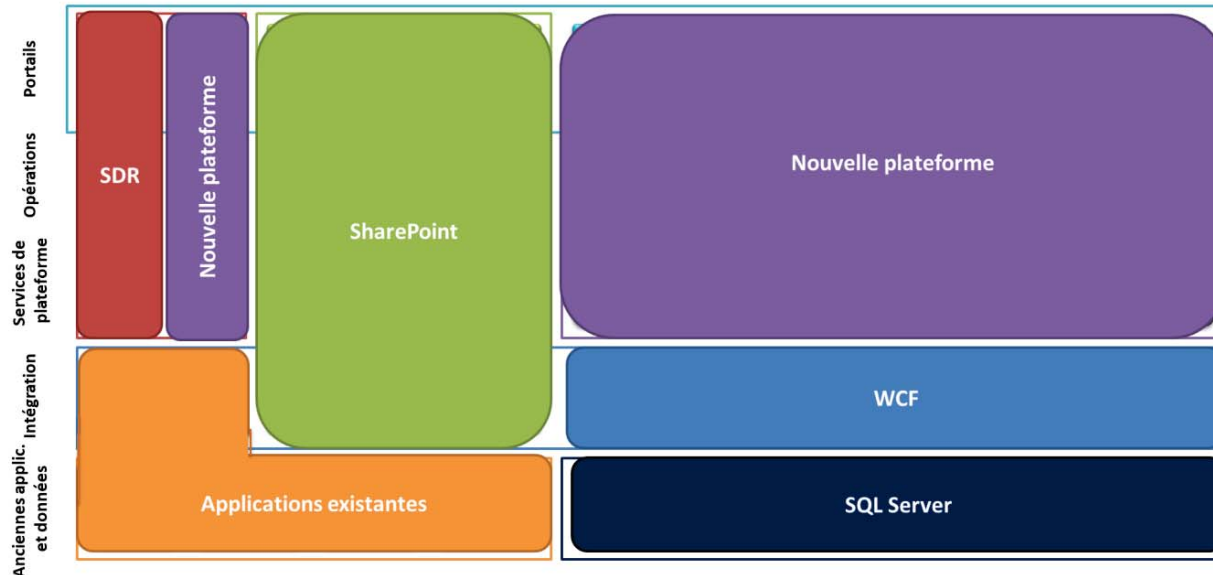 Portails
Opérations
Services de
plateforme
Intégration
Anciennes applic.
et données
SDR
Nouvelle plateforme
SharePoint
Nouvelle plateforme
WCF
Applications existantes
SQL Server